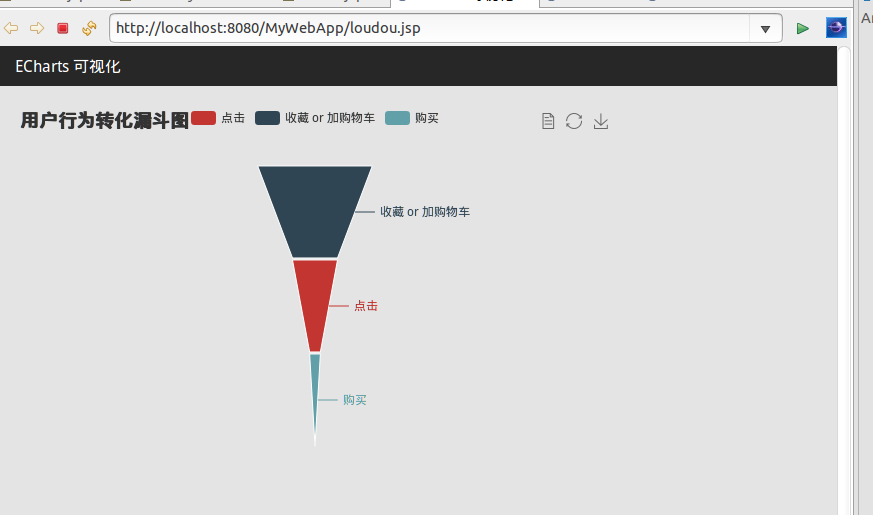 http://localhost:8080/MyWebApp/loudou.jsp
ECharts 可视化
用户行为转化漏斗图
点击 收藏 or 加购物车 购买
收藏 or 加购物车
点击
购买